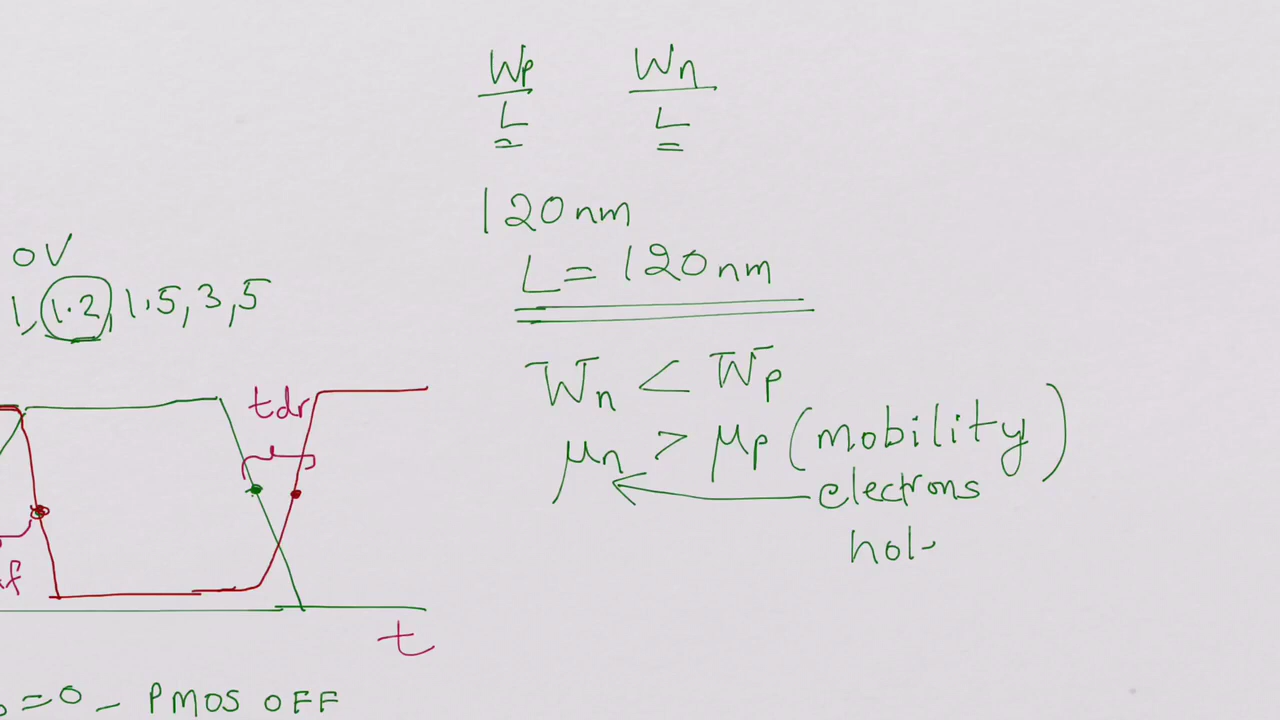 Wp Wn
L L
120nm
L = 120nm
0V
1, 1.2, 1.5, 3, 5
Wn < Wp
tdr
μn > μp (mobility)
electrons
hol
f
t
=0 - PMOS OFF